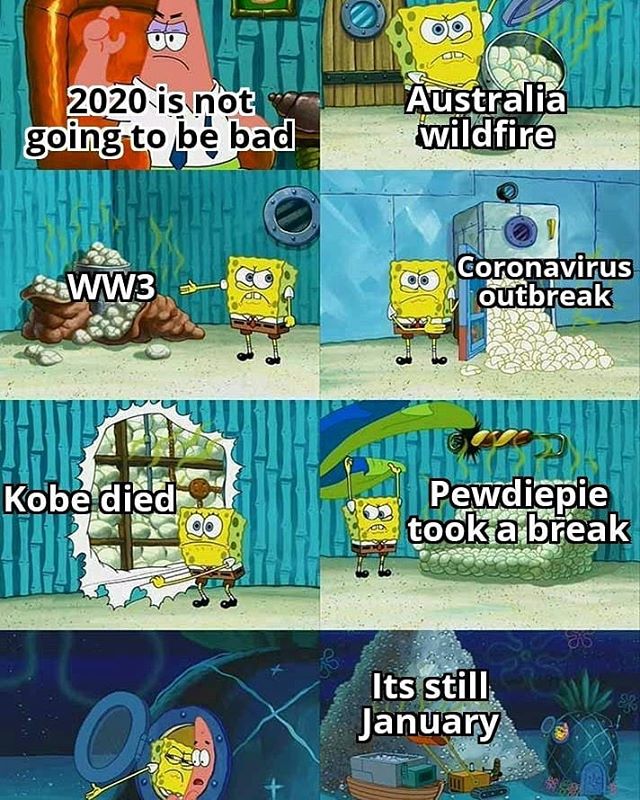 2020 is not
going to be bad
Australia
wildfire
WW3
Coronavirus
outbreak
Kobe died
Pewdiepie
took a break
Its still
January